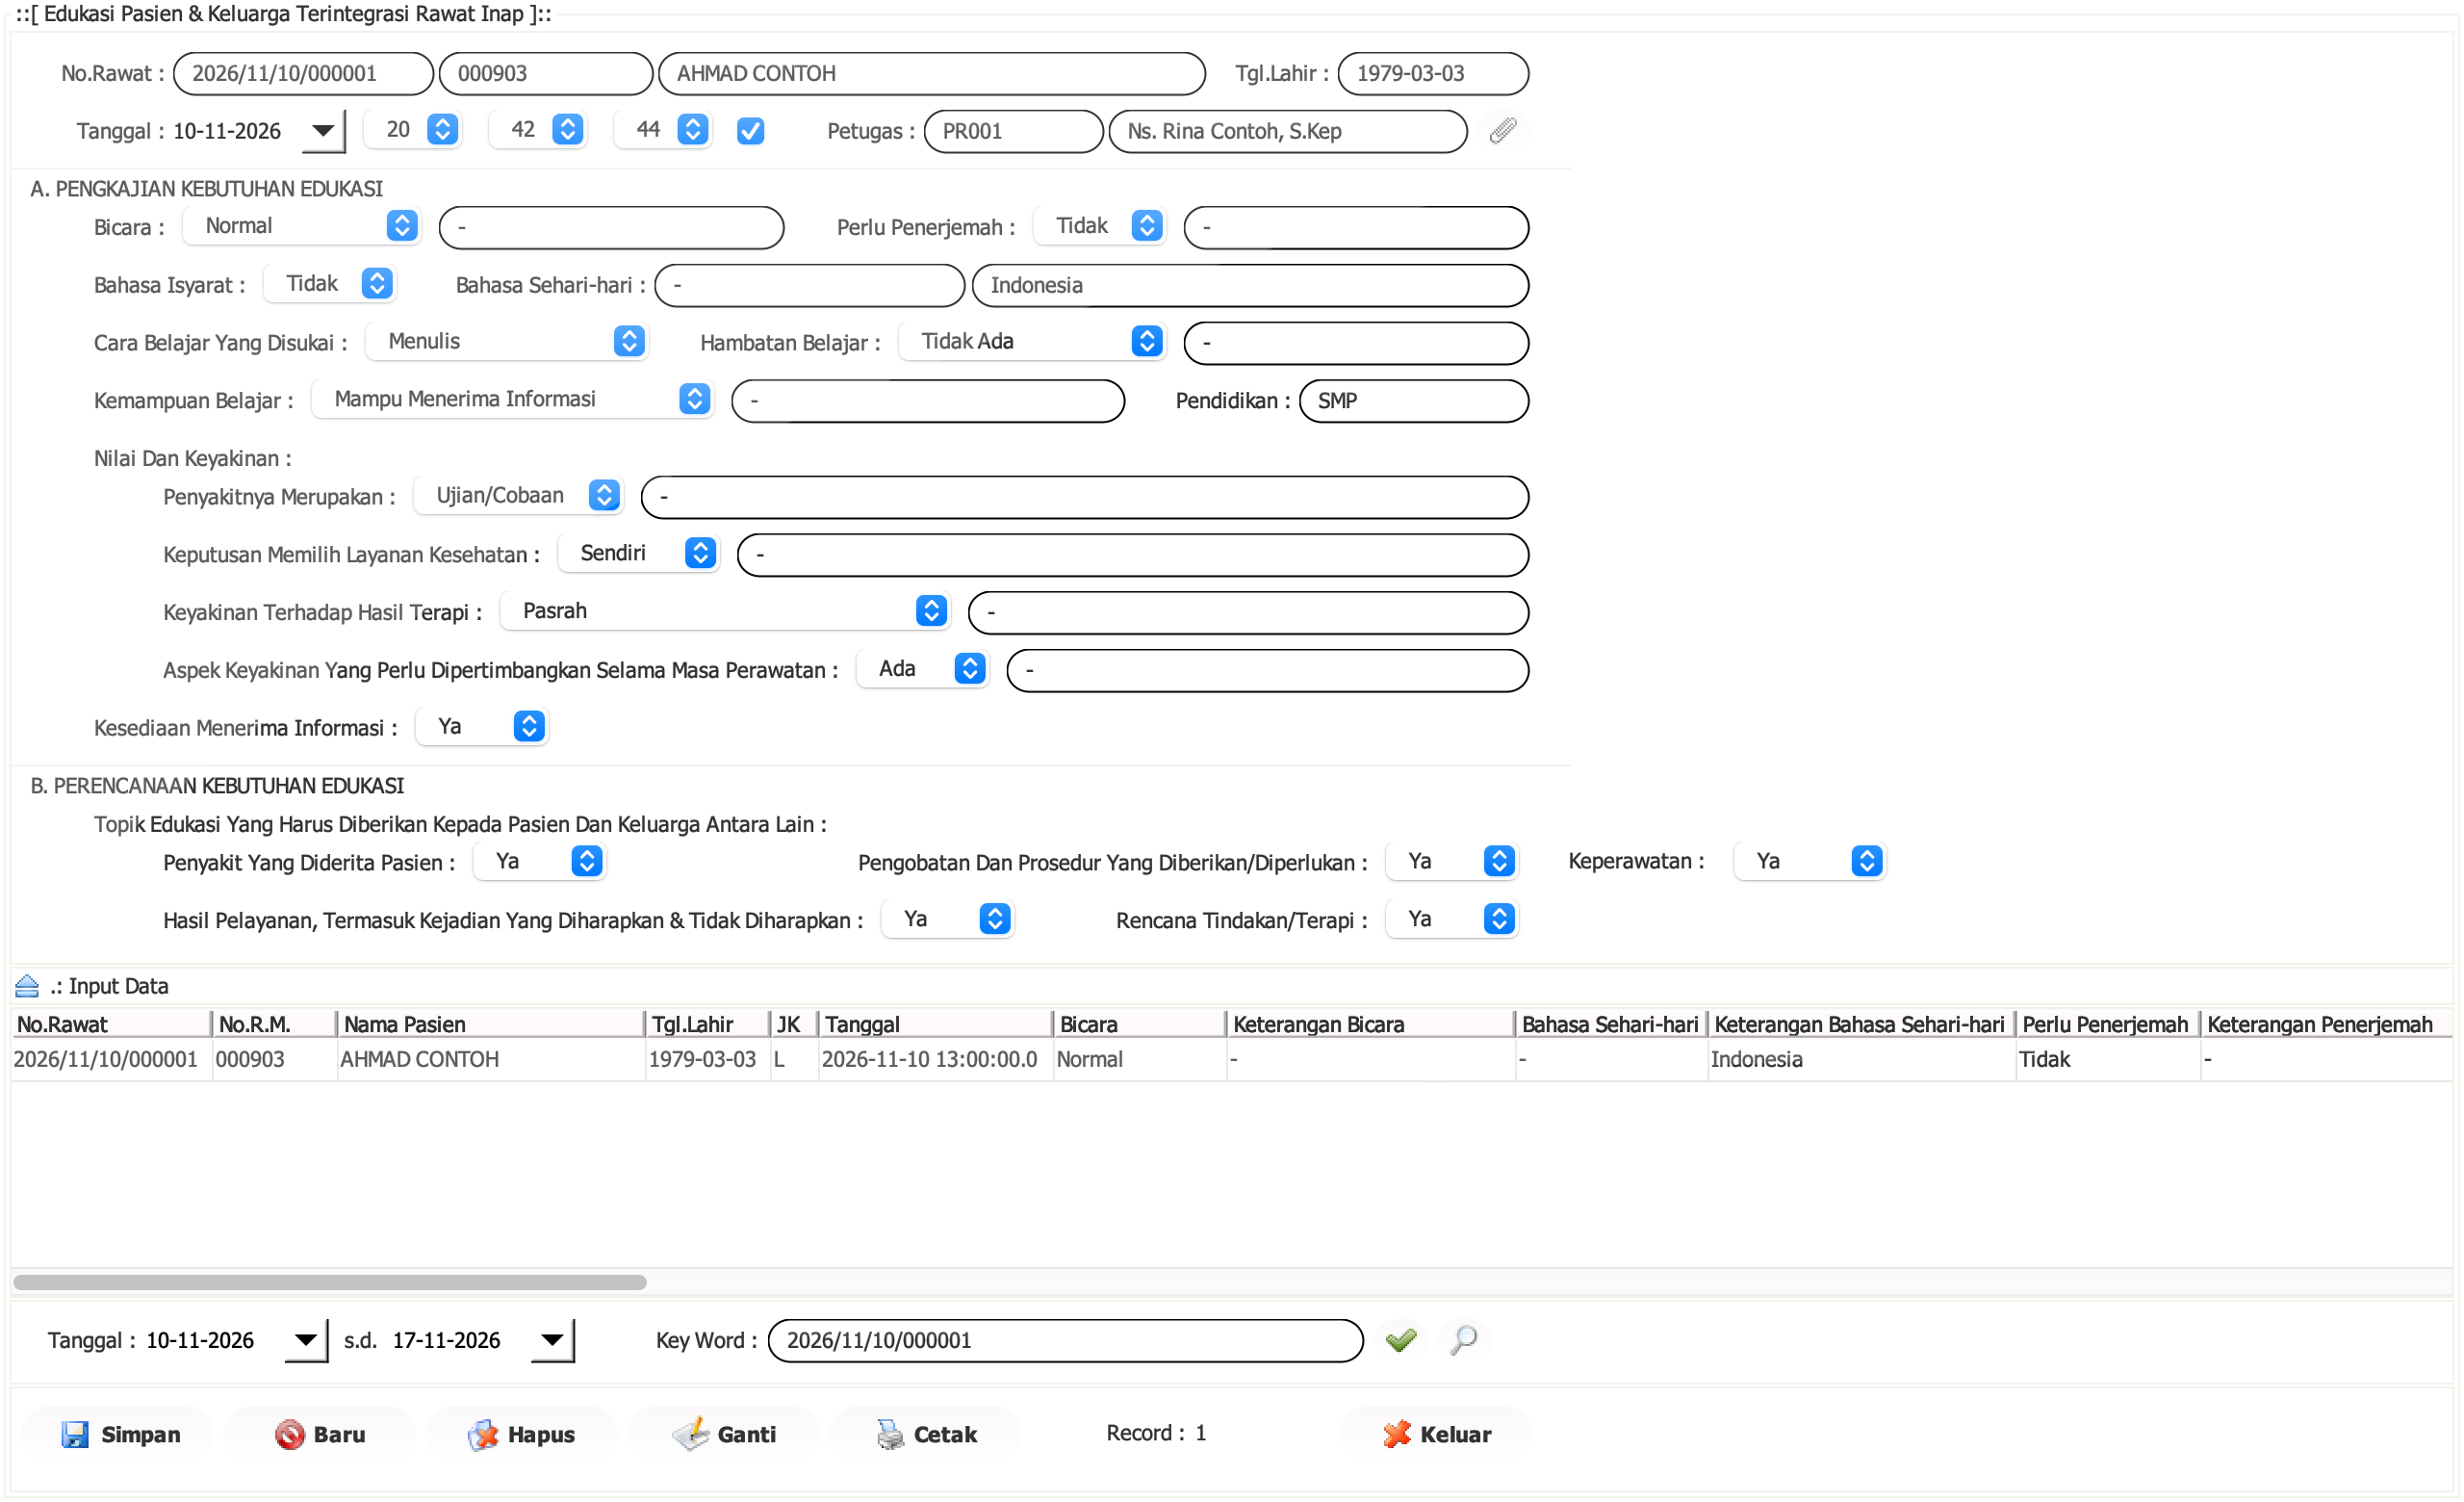 ::[ Edukasi Pasien & Keluarga Terintegrasi Rawat Inap ]::
No.Rawat : 2026/11/10/000001 000903 AHMAD CONTOH Tgl.Lahir : 1979-03-03
Tanggal : 10-11-2026 20 42 44 Petugas : PR001 Ns. Rina Contoh, S.Kep
A. PENGKAJIAN KEBUTUHAN EDUKASI
Bicara : Normal - Perlu Penerjemah : Tidak -
Bahasa Isyarat : Tidak Bahasa Sehari-hari : - Indonesia
Cara Belajar Yang Disukai : Menulis Hambatan Belajar : Tidak Ada -
Kemampuan Belajar : Mampu Menerima Informasi - Pendidikan : SMP
Nilai Dan Keyakinan :
Penyakitnya Merupakan : Ujian/Cobaan -
Keputusan Memilih Layanan Kesehatan : Sendiri -
Keyakinan Terhadap Hasil Terapi : Pasrah -
Aspek Keyakinan Yang Perlu Dipertimbangkan Selama Masa Perawatan : Ada -
Kesediaan Menerima Informasi : Ya
B. PERENCANAAN KEBUTUHAN EDUKASI
Topik Edukasi Yang Harus Diberikan Kepada Pasien Dan Keluarga Antara Lain :
Penyakit Yang Diderita Pasien : Ya Pengobatan Dan Prosedur Yang Diberikan/Diperlukan : Ya Keperawatan : Ya
Hasil Pelayanan, Termasuk Kejadian Yang Diharapkan & Tidak Diharapkan : Ya Rencana Tindakan/Terapi : Ya
.: Input Data
No.Rawat No.R.M. Nama Pasien Tgl.Lahir JK Tanggal Bicara Keterangan Bicara Bahasa Sehari-hari Keterangan Bahasa Sehari-hari Perlu Penerjemah Keterangan Penerjemah
2026/11/10/000001 000903 AHMAD CONTOH 1979-03-03 L 2026-11-10 13:00:00.0 Normal - - Indonesia Tidak -
Tanggal : 10-11-2026 s.d. 17-11-2026 Key Word : 2026/11/10/000001
Simpan Baru Hapus Ganti Cetak Record : 1 Keluar